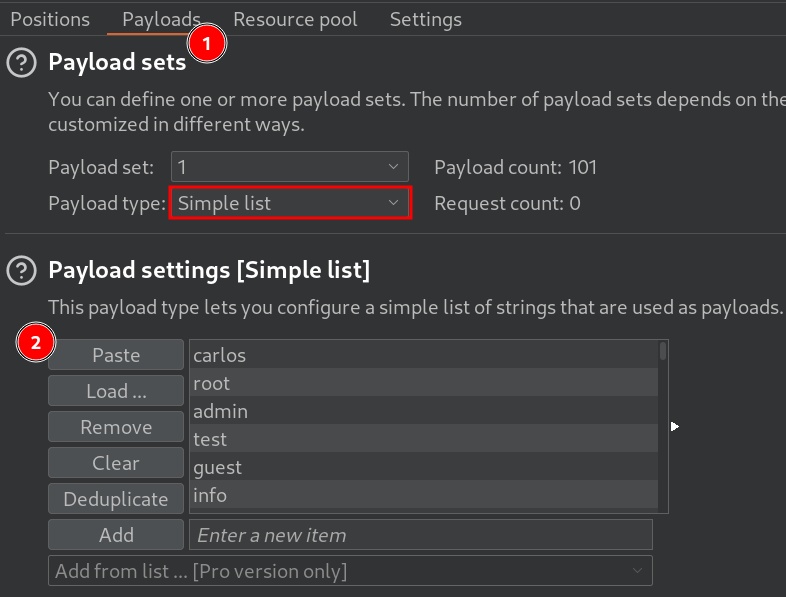 Positions Payloads Resource pool Settings
1
? Payload sets
You can define one or more payload sets. The number of payload sets depends on the
customized in different ways.
Payload set: 1 Payload count: 101
Payload type: Simple list Request count: 0
? Payload settings [Simple list]
This payload type lets you configure a simple list of strings that are used as payloads.
2
Paste carlos
Load ... root
Remove admin
Clear test
Deduplicate guest
info
Add Enter a new item
Add from list ... [Pro version only]